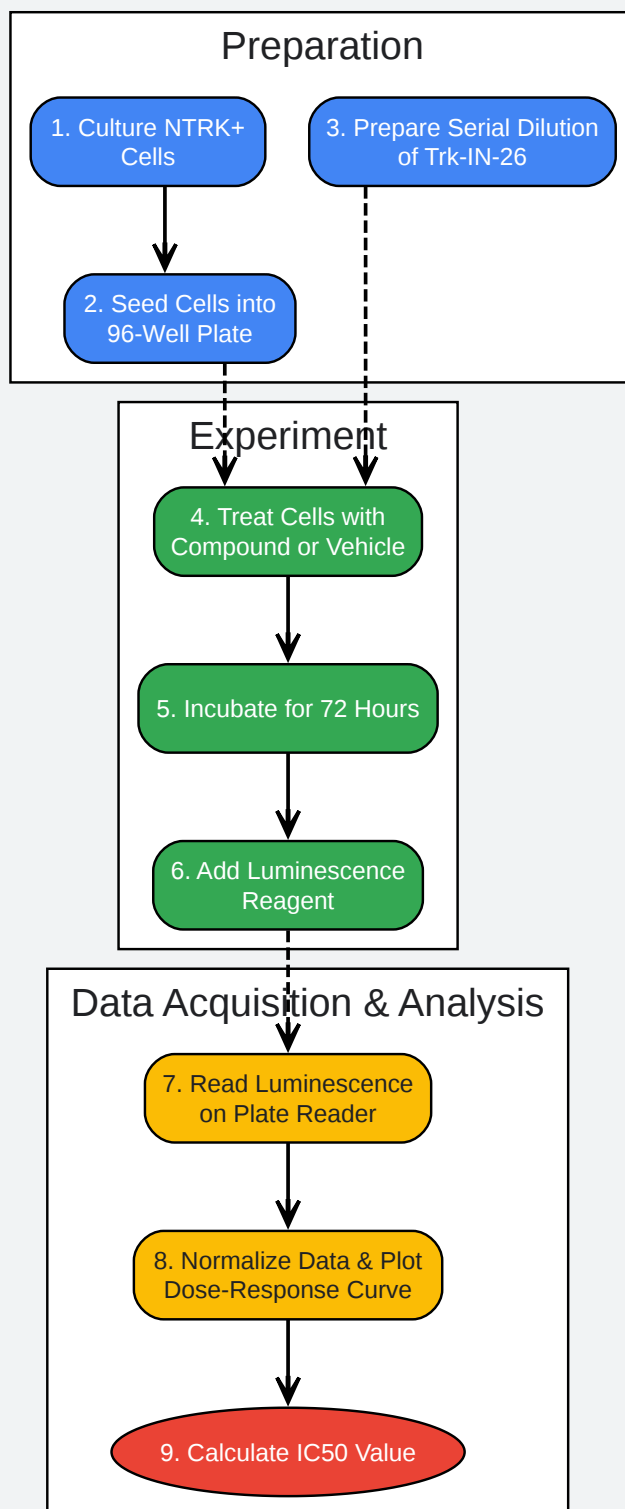 Preparation
1. Culture NTRK+
Cells
3. Prepare Serial Dilution
of Trk-IN-26
2. Seed Cells into
96-Well Plate
Experiment
4. Treat Cells with
Compound or Vehicle
5. Incubate for 72 Hours
6. Add Luminescence
Reagent
Data Acquisition & Analysis
7. Read Luminescence
on Plate Reader
8. Normalize Data & Plot
Dose-Response Curve
9. Calculate IC50 Value